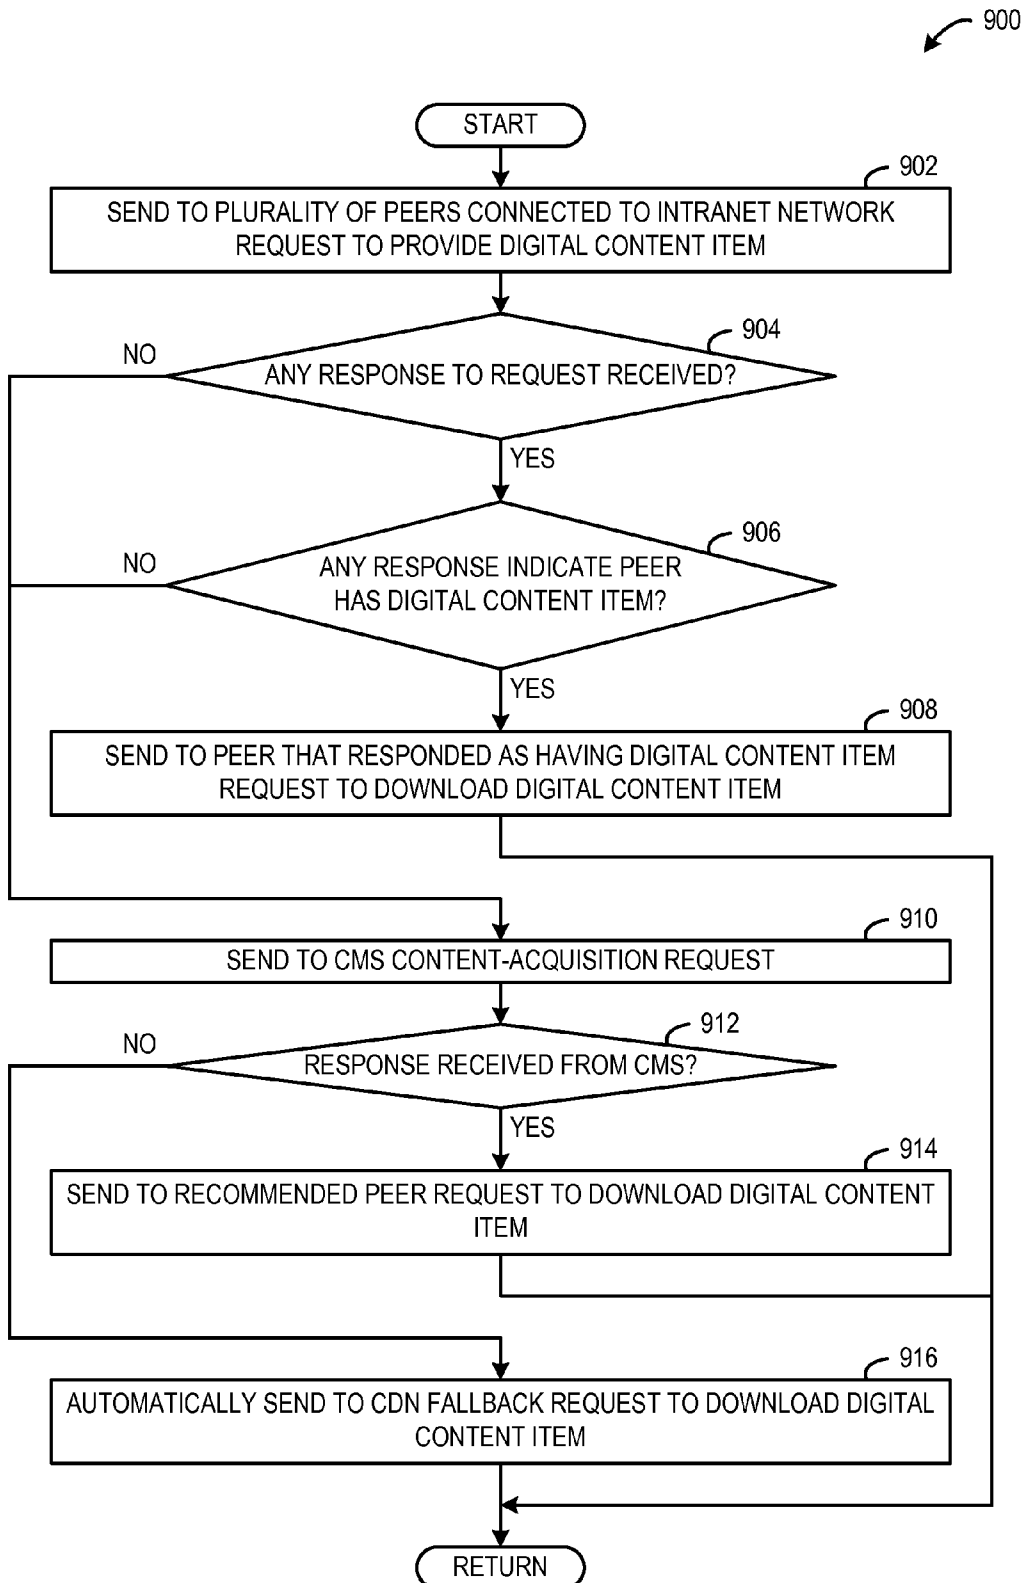 900
START
902
SEND TO PLURALITY OF PEERS CONNECTED TO INTRANET NETWORK
REQUEST TO PROVIDE DIGITAL CONTENT ITEM
904
NO
ANY RESPONSE TO REQUEST RECEIVED?
YES
906
NO
ANY RESPONSE INDICATE PEER
HAS DIGITAL CONTENT ITEM?
YES
908
SEND TO PEER THAT RESPONDED AS HAVING DIGITAL CONTENT ITEM
REQUEST TO DOWNLOAD DIGITAL CONTENT ITEM
910
SEND TO CMS CONTENT-ACQUISITION REQUEST
912
NO
RESPONSE RECEIVED FROM CMS?
YES
914
SEND TO RECOMMENDED PEER REQUEST TO DOWNLOAD DIGITAL CONTENT
ITEM
916
AUTOMATICALLY SEND TO CDN FALLBACK REQUEST TO DOWNLOAD DIGITAL
CONTENT ITEM
RETURN